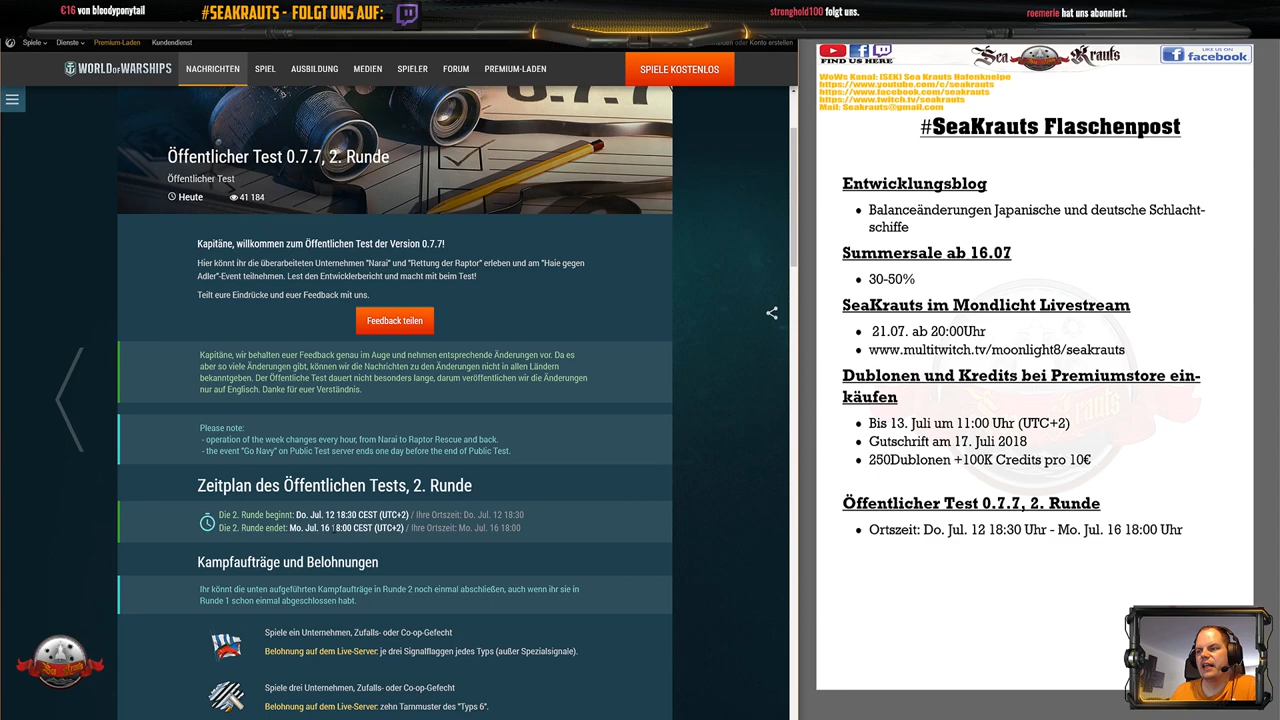 €16 von bloodyponytail
#SEAKRAUTS - FOLGT UNS AUF:
stronghold100 folgt uns.
roemerle hat uns abonniert.
Spiele
Dienste
Premium-Laden
Kundendienst
oder Konto erstellen
WORLD OF WARSHIPS
SPIELER
FORUM
LADEN
SPIELE KOSTENLOS
0.7.7
Öffentlicher Test 0.7.7, 2. Runde
Öffentlicher Test
Heute
41 184
Kapitäne, willkommen zum Öffentlichen Test der Version 0.7.7!
Hier könnt ihr die überarbeiteten Unternehmen "Narai" und "Rettung der Raptor" erleben und am "Haie gegen
Adler"-Event teilnehmen. Lest den Entwicklerbericht und macht mit beim Test!
Teilt eure Eindrücke und euer Feedback mit uns.
Feedback teilen
Kapitäne, wir behalten euer Feedback genau im Auge und nehmen entsprechende Änderungen vor. Da es
aber so viele Änderungen gibt, können wir die Nachrichten zu den Änderungen nicht in allen Ländern
bekanntgeben. Der Öffentliche Test dauert nicht besonders lange, darum veröffentlichen wir die Änderungen
nur auf Englisch. Danke für euer Verständnis.
Please note:
- operation of the week changes every hour, from Narai to Raptor Rescue and back.
- the event "Go Navy" on Public Test server ends one day before the end of Public Test.
Zeitplan des Öffentlichen Tests, 2. Runde
Die 2. Runde beginnt: Do. Jul. 12 18:30 CEST (UTC+2) / Ihre Ortszeit: Do. Jul. 12 18:30
Die 2. Runde endet: Mo. Jul. 16 18:00 CEST (UTC+2) / Ihre Ortszeit: Mo. Jul. 16 18:00
Kampfaufträge und Belohnungen
Ihr könnt die unten aufgeführten Kampfaufträge in Runde 2 noch einmal abschließen, auch wenn ihr sie in
Runde 1 schon einmal abgeschlossen habt.
Spiele ein Unternehmen, Zufalls- oder Co-op-Gefecht
Belohnung auf dem Live-Server: je drei Signalflaggen jedes Typs (außer Spezialsignale).
Spiele drei Unternehmen, Zufalls- oder Co-op-Gefecht
Belohnung auf dem Live-Server: zehn Tarnmuster des "Typs 6".
Sea Krauts
FIND US HERE
Sea Krauts
LIKE US ON
facebook
WoWs Kanal: [SEK] Sea Krauts Hafenkneipe
https://www.youtube.com/c/seakrauts
https://www.facebook.com/seakrauts
https://www.twitch.tv/seakrauts
Mail: Seakrauts@gmail.com
#SeaKrauts Flaschenpost
Entwicklungsblog
• Balanceänderungen Japanische und deutsche Schlacht-
schiffe
Summersale ab 16.07
• 30-50%
SeaKrauts im Mondlicht Livestream
• 21.07. ab 20:00Uhr
• www.multitwitch.tv/moonlight8/seakrauts
Dublonen und Kredits bei Premiumstore ein-
käufen
• Bis 13. Juli um 11:00 Uhr (UTC+2)
• Gutschrift am 17. Juli 2018
• 250Dublonen +100K Credits pro 10€
Öffentlicher Test 0.7.7, 2. Runde
• Ortszeit: Do. Jul. 12 18:30 Uhr - Mo. Jul. 16 18:00 Uhr